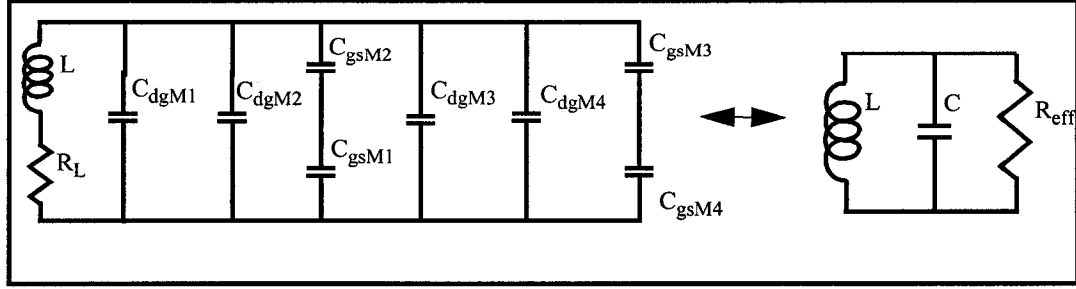 L
R_L
C_dgM1
C_dgM2
C_gsM2
C_gsM1
C_dgM3
C_dgM4
C_gsM3
C_gsM4
L
C
R_eff